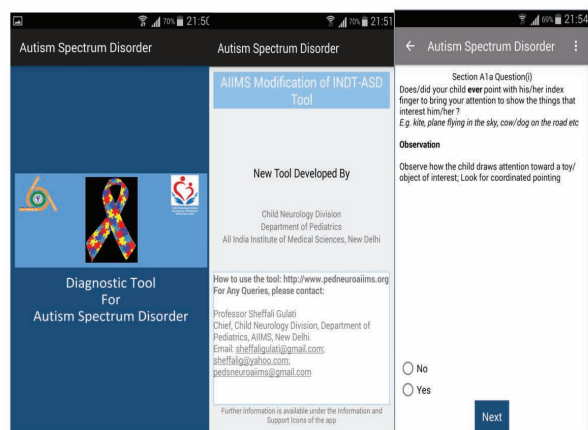 70% 21:50
Autism Spectrum Disorder
Diagnostic Tool
For
Autism Spectrum Disorder
70% 21:51
Autism Spectrum Disorder
AIIMS Modification of INDT-ASD
Tool
New Tool Developed By
Child Neurology Division
Department of Pediatrics
All India Institute of Medical Sciences, New Delhi
How to use the tool: http://www.pedneuroaiims.org
For Any Queries, please contact:
Professor Sheffali Gulati
Chief, Child Neurology Division, Department of
Pediatrics, AIIMS, New Delhi.
Email: sheffaligulati@gmail.com;
sheffalig@yahoo.com;
pedsneuroaiims@gmail.com
Further information is available under the Information and
Support Icons of the app
69% 21:54
Autism Spectrum Disorder
Section A1a Question(i)
Does/did your child ever point with his/her index
finger to bring your attention to show the things that
interest him/her ?
E.g. kite, plane flying in the sky, cow/dog on the road etc
Observation
Observe how the child draws attention toward a toy/
object of interest; Look for coordinated pointing
No
Yes
Next